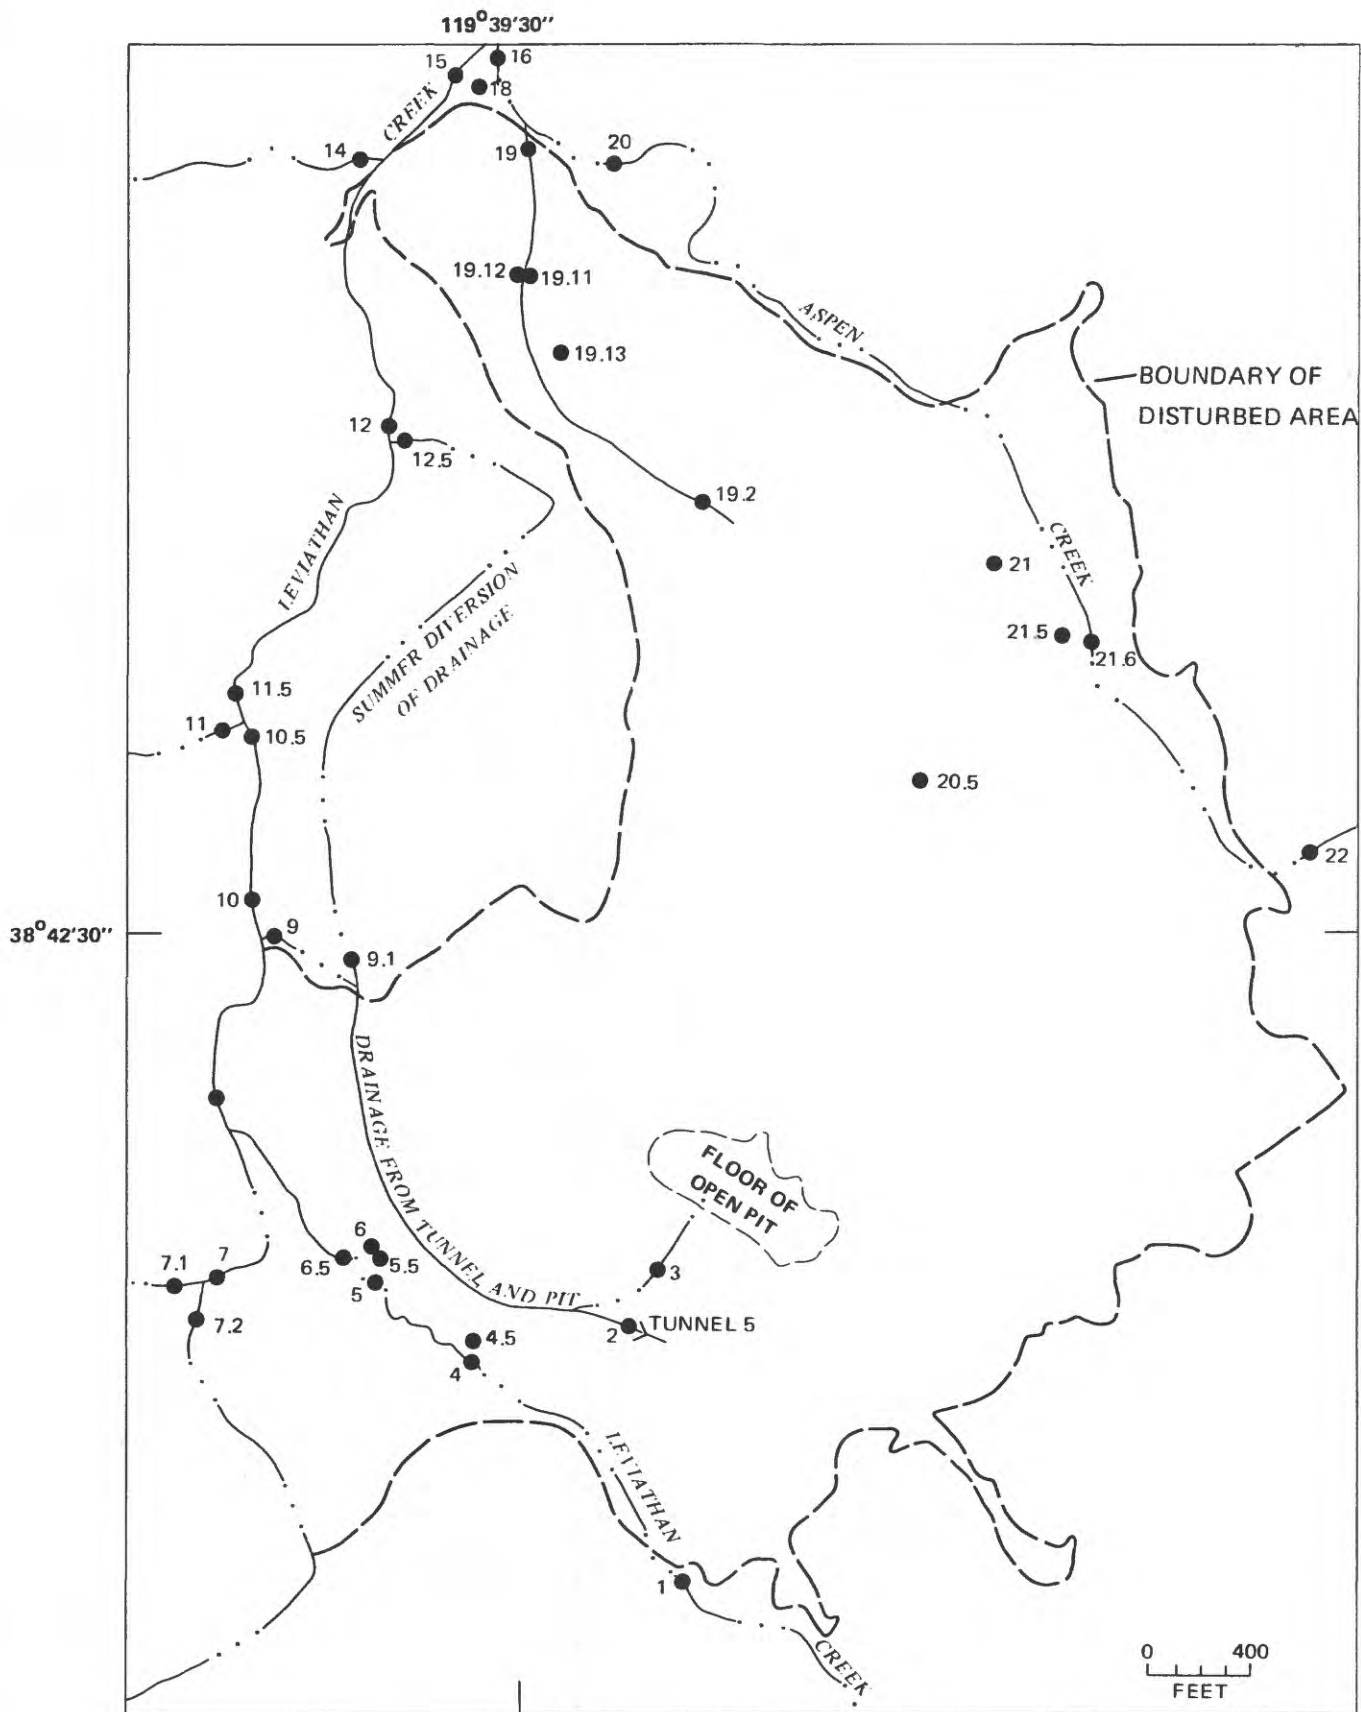 119°39'30"
16
15
18
CREEK
14
19
20
19.12
19.11
ASPEN
19.13
BOUNDARY OF
DISTURBED AREA
12
12.5
19.2
LEVIATHAN
CREEK
21
SUMMER DIVERSION
OF DRAINAGE
21.5
21.6
11.5
11
10.5
20.5
22
10
9
38°42'30"
9.1
DRAINAGE FROM TUNNEL AND PIT
FLOOR OF
OPEN PIT
6
7.1
7
6.5
5.5
3
5
7.2
TUNNEL 5
2
4.5
4
LEVIATHAN
1
CREEK
0 400
FEET